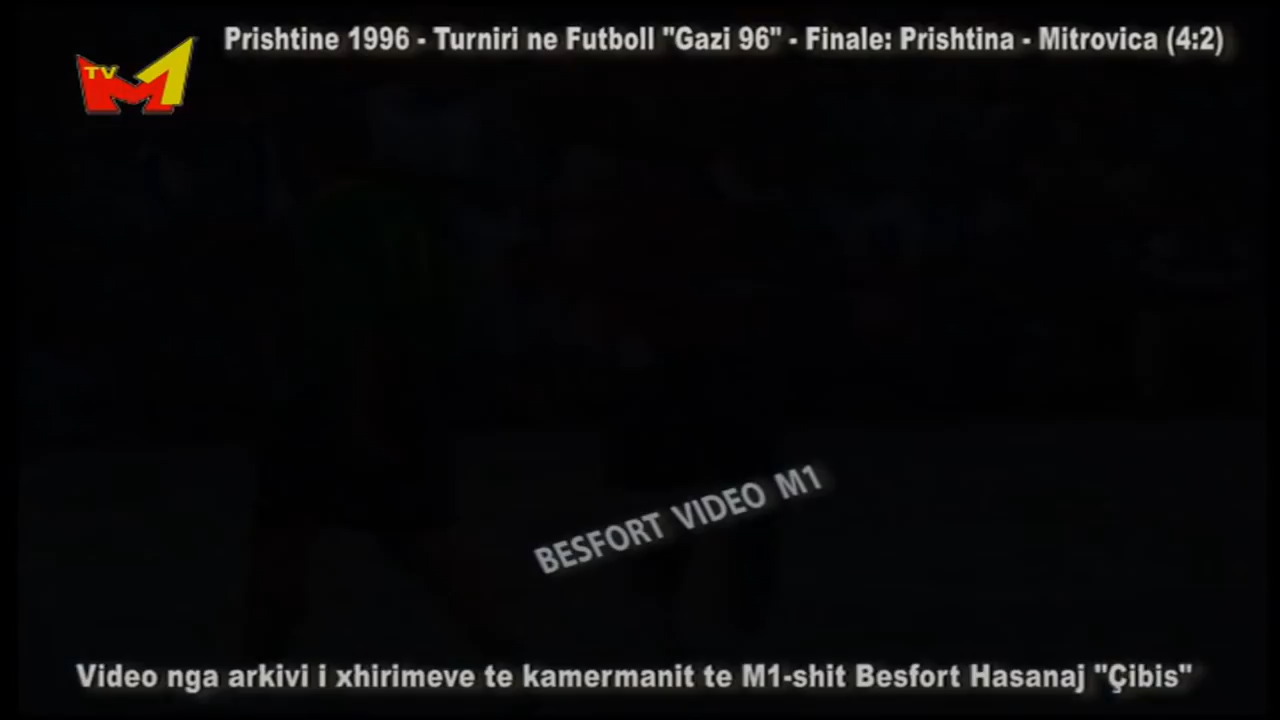 Prishtine 1996 - Turniri ne Futboll "Gazi 96" - Finale: Prishtina - Mitrovica (4:2)
TV M1
BESFORT VIDEO M1
Video nga arkivi i xhirimeve te kamermanit te M1-shit Besfort Hasanaj "Çibis"